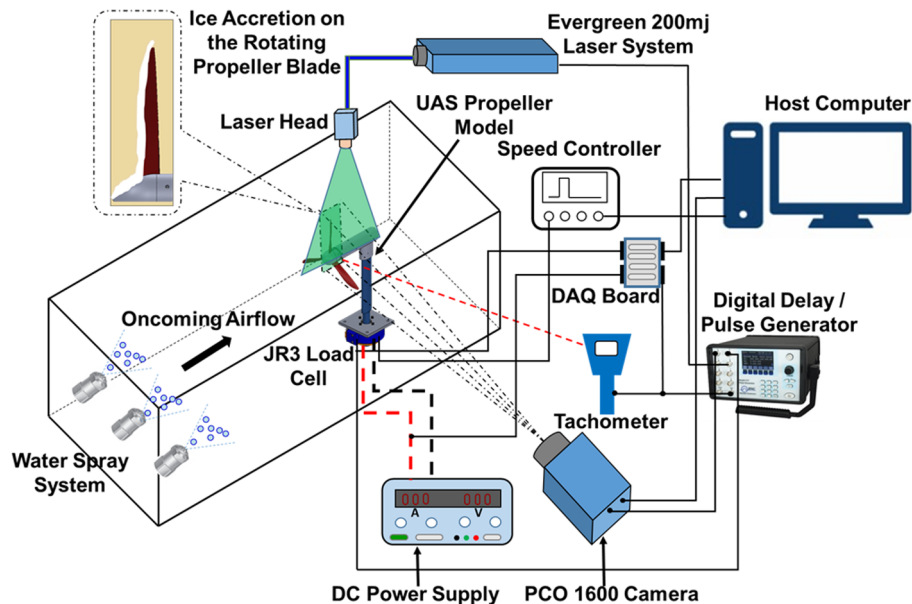 Ice Accretion on
the Rotating
Propeller Blade
Evergreen 200mj
Laser System
Laser Head
UAS Propeller
Model
Speed Controller
Host Computer
DAQ Board
Digital Delay /
Pulse Generator
Oncoming Airflow
JR3 Load
Cell
Tachometer
Water Spray
System
000 000
A V
DC Power Supply
PCO 1600 Camera